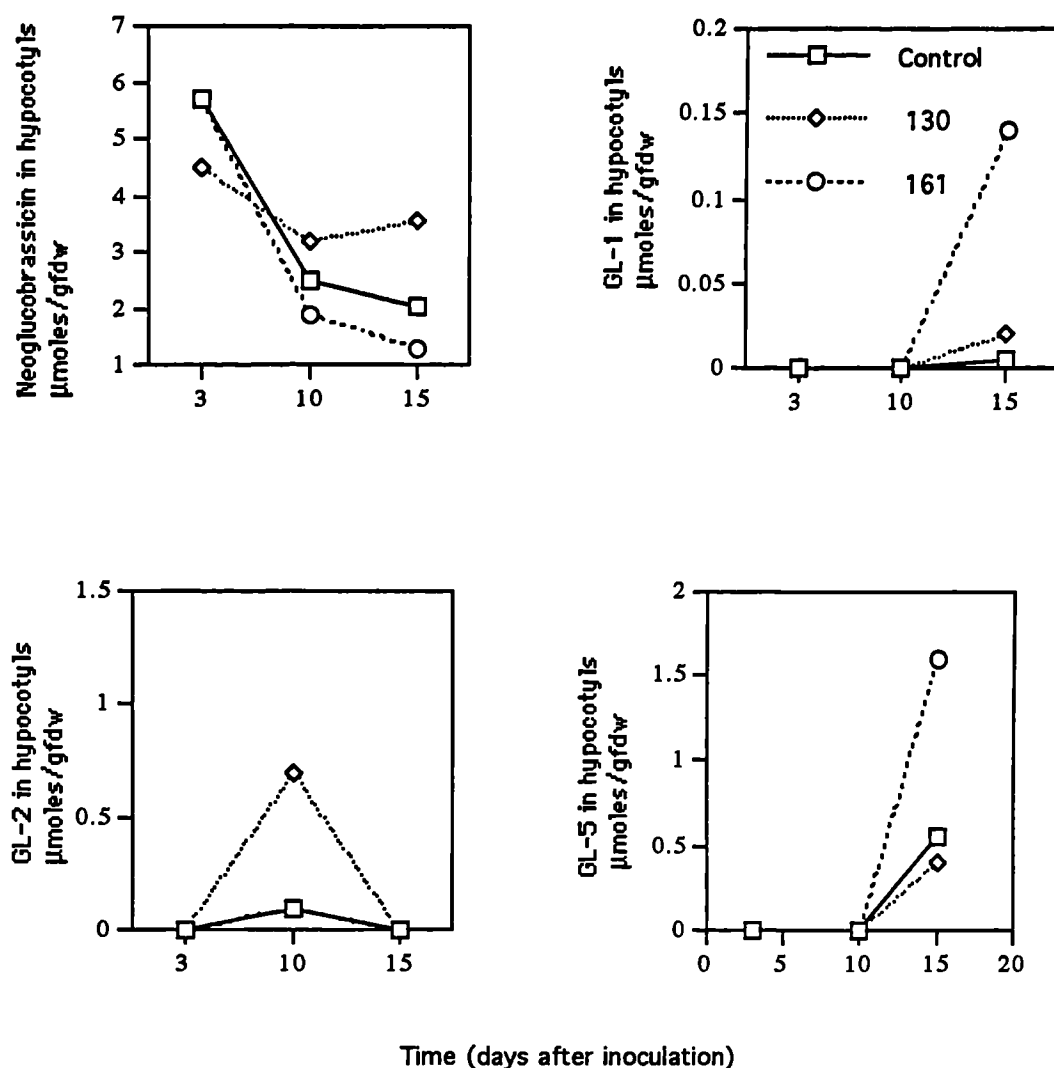 Neoglucobrassicin in hypocotyls
µmoles/gfdw
7
6
5
4
3
2
1
3 10 15
GL-1 in hypocotyls
µmoles/gfdw
0.2
0.15
0.1
0.05
0
Control
130
161
3 10 15
GL-2 in hypocotyls
µmoles/gfdw
1.5
1
0.5
0
3 10 15
GL-5 in hypocotyls
µmoles/gfdw
2
1.5
1
0.5
0
0 5 10 15 20
Time (days after inoculation)